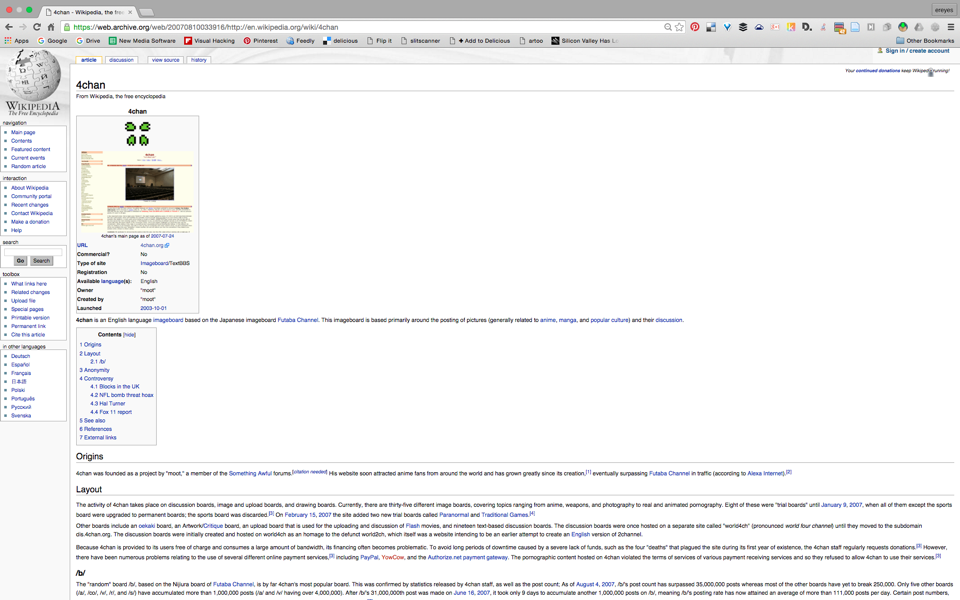 4chan - Wikipedia, the free
ereyes
https://web.archive.org/web/20070810033916/http://en.wikipedia.org/wiki/4chan
Apps Google Drive New Media Software Visual Hacking Pinterest Feedly delicious Flip it slitscanner + Add to Delicious artoo Silicon Valley Has Lo Other Bookmarks
Sign in / create account
article discussion view source history
Your continued donations keep Wikipedia running!
WIKIPEDIA
The Free Encyclopedia
navigation
Main page
Contents
Featured content
Current events
Random article
interaction
About Wikipedia
Community portal
Recent changes
Contact Wikipedia
Make a donation
Help
search
Go Search
toolbox
What links here
Related changes
Upload file
Special pages
Printable version
Permanent link
Cite this article
in other languages
Deutsch
Español
Français
日本語
Polski
Português
Русский
Svenska
4chan
From Wikipedia, the free encyclopedia
4chan
4chan's main page as of 2007-07-24
URL 4chan.org
Commercial? No
Type of site Imageboard/TextBBS
Registration No
Available language(s): English
Owner "moot"
Created by "moot"
Launched 2003-10-01
4chan is an English language imageboard based on the Japanese imageboard Futaba Channel. This imageboard is based primarily around the posting of pictures (generally related to anime, manga, and popular culture) and their discussion.
Contents [hide]
1 Origins
2 Layout
2.1 /b/
3 Anonymity
4 Controversy
4.1 Blocks in the UK
4.2 NFL bomb threat hoax
4.3 Hal Turner
4.4 Fox 11 report
5 See also
6 References
7 External links
Origins
4chan was founded as a project by "moot," a member of the Something Awful forums.[citation needed] His website soon attracted anime fans from around the world and has grown greatly since its creation,[1] eventually surpassing Futaba Channel in traffic (according to Alexa Internet).[2]
Layout
The activity of 4chan takes place on discussion boards, image and upload boards, and drawing boards. Currently, there are thirty-five different image boards, covering topics ranging from anime, weapons, and photography to real and animated pornography. Eight of these were "trial boards" until January 9, 2007, when all of them except the
sport board were upgraded to permanent boards; the sports board was discarded.[3] On February 15, 2007 the site added two new trial boards called Paranormal and Traditional Games.[4]
Other boards include an oekaki board, an Artwork/Critique board, an upload board that is used for the uploading and discussion of Flash movies, and nineteen text-based discussion boards. The discussion boards were once hosted on a separate site called "world4ch" (pronounced world four channel) until they moved to the subdomain
dis.4chan.org. The discussion boards were initially created and hosted on world4ch as an homage to the defunct world2ch, which itself was a website intending to be an earlier attempt to create an English version of 2channel.
Because 4chan is provided to its users free of charge and consumes a large amount of bandwidth, its financing often becomes problematic. To avoid long periods of downtime caused by a severe lack of funds, such as the four "deaths" that plagued the site during its first year of existence, the 4chan staff regularly requests donations.[3] However,
there have been numerous problems relating to the use of several different online payment services,[3] including PayPal, YowCow, and the Authorize.net payment gateway. The pornographic content hosted on 4chan violated the terms of services of various payment receiving services and so they refused to allow 4chan to use their services.[3]
/b/
The "random" board /b/, based on the Nijiura board of Futaba Channel, is by far 4chan's most popular board. This was confirmed by statistics released by 4chan staff, as well as the post count; As of August 4, 2007, /b/'s post count has surpassed 35,000,000 posts whereas most of the other boards have yet to break 250,000. Only five other
(/a/, /oc/, /v/, /r/, and /s/) have accumulated more than 1,000,000 posts (/a/ and /v/ having over 4,000,000). After /b/'s 31,000,000th post was made on June 16, 2007, it took only 9 days to accumulate another 1,000,000 posts on /b/, meaning /b/'s posting rate has now attained an average of more than 111,000 posts per day. Certain post numbers,